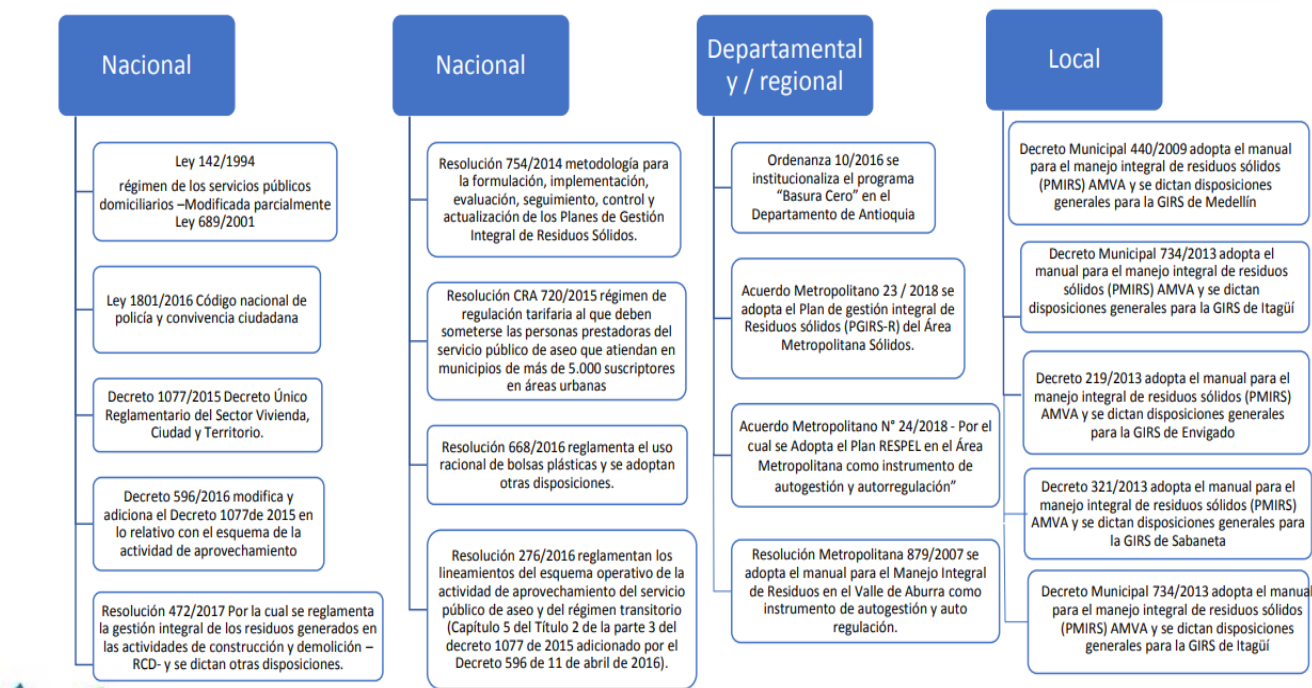 Nacional
Ley 142/1994
régimen de los servicios públicos
domiciliarios –Modificada parcialmente
Ley 689/2001
Ley 1801/2016 Código nacional de
policía y convivencia ciudadana
Decreto 1077/2015 Decreto Único
Reglamentario del Sector Vivienda,
Ciudad y Territorio.
Decreto 596/2016 modifica y
adiciona el Decreto 1077de 2015 en
lo relativo con el esquema de la
actividad de aprovechamiento
Resolución 472/2017 Por la cual se reglamenta
la gestión integral de los residuos generados en
las actividades de construcción y demolición –
RCD- y se dictan otras disposiciones.
Nacional
Resolución 754/2014 metodología para
la formulación, implementación,
evaluación, seguimiento, control y
actualización de los Planes de Gestión
Integral de Residuos Sólidos.
Resolución CRA 720/2015 régimen de
regulación tarifaria al que deben
someterse las personas prestadoras del
servicio público de aseo que atiendan en
municipios de más de 5.000 suscriptores
en áreas urbanas
Resolución 668/2016 reglamenta el uso
racional de bolsas plásticas y se adoptan
otras disposiciones.
Resolución 276/2016 reglamentan los
lineamientos del esquema operativo de la
actividad de aprovechamiento del servicio
público de aseo y del régimen transitorio
(Capítulo 5 del Título 2 de la parte 3 del
decreto 1077 de 2015 adicionado por el
Decreto 596 de 11 de abril de 2016).
Departamental
y / regional
Ordenanza 10/2016 se
institucionaliza el programa
“Basura Cero” en el
Departamento de Antioquia
Acuerdo Metropolitano 23 / 2018 se
adopta el Plan de gestión integral de
Residuos sólidos (PGIRS-R) del Área
Metropolitana Sólidos.
Acuerdo Metropolitano N° 24/2018 - Por el
cual se Adopta el Plan RESPEL en el Área
Metropolitana como instrumento de
autogestión y autorregulación”
Resolución Metropolitana 879/2007 se
adopta el manual para el Manejo Integral
de Residuos en el Valle de Aburra como
instrumento de autogestión y auto
regulación.
Local
Decreto Municipal 440/2009 adopta el manual
para el manejo integral de residuos sólidos
(PMIRS) AMVA y se dictan disposiciones
generales para la GIRS de Medellín
Decreto Municipal 734/2013 adopta el
manual para el manejo integral de residuos
sólidos (PMIRS) AMVA y se dictan
disposiciones generales para la GIRS de Itagüí
Decreto 219/2013 adopta el manual para el
manejo integral de residuos sólidos (PMIRS)
AMVA y se dictan disposiciones generales
para la GIRS de Envigado
Decreto 321/2013 adopta el manual para el
manejo integral de residuos sólidos (PMIRS)
AMVA y se dictan disposiciones generales para
la GIRS de Sabaneta
Decreto Municipal 734/2013 adopta el manual
para el manejo integral de residuos sólidos
(PMIRS) AMVA y se dictan disposiciones
generales para la GIRS de Itagüí